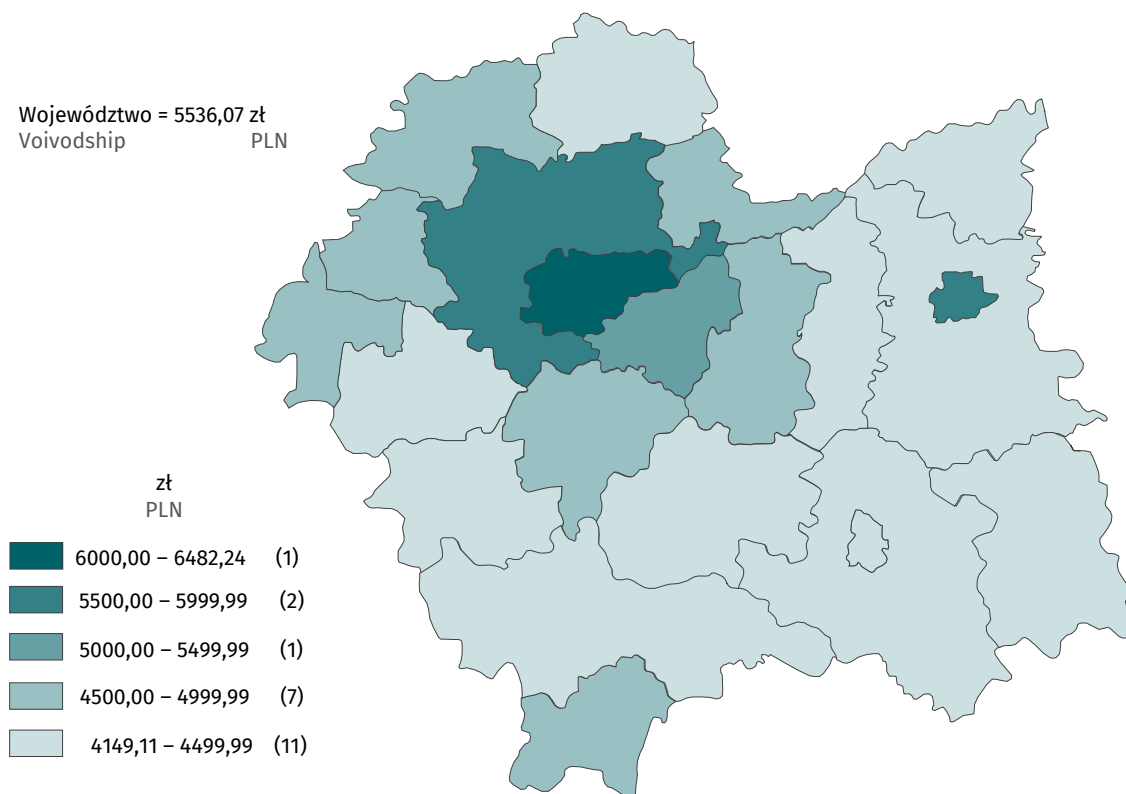 Województwo = 5536,07 zł
Voivodship PLN
zł
PLN
6000,00 – 6482,24 (1)
5500,00 – 5999,99 (2)
5000,00 – 5499,99 (1)
4500,00 – 4999,99 (7)
4149,11 – 4499,99 (11)